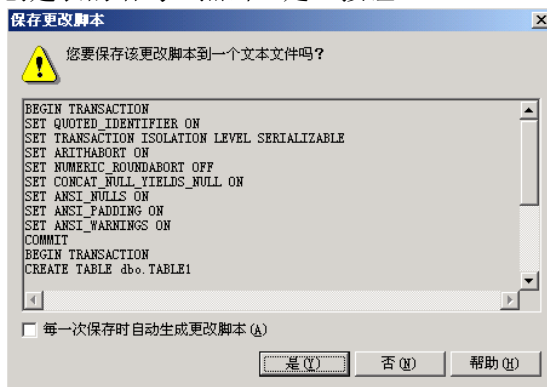 保存更改脚本
您要保存该更改脚本到一个文本文件吗?
BEGIN TRANSACTION
SET QUOTED_IDENTIFIER ON
SET TRANSACTION ISOLATION LEVEL SERIALIZABLE
SET ARITHABORT ON
SET NUMERIC_ROUNDABORT OFF
SET CONCAT_NULL_YIELDS_NULL ON
SET ANSI_NULLS ON
SET ANSI_PADDING ON
SET ANSI_WARNINGS ON
COMMIT
BEGIN TRANSACTION
CREATE TABLE dbo.TABLE1
每一次保存时自动生成更改脚本(A)
是(Y) 否(N) 帮助(H)